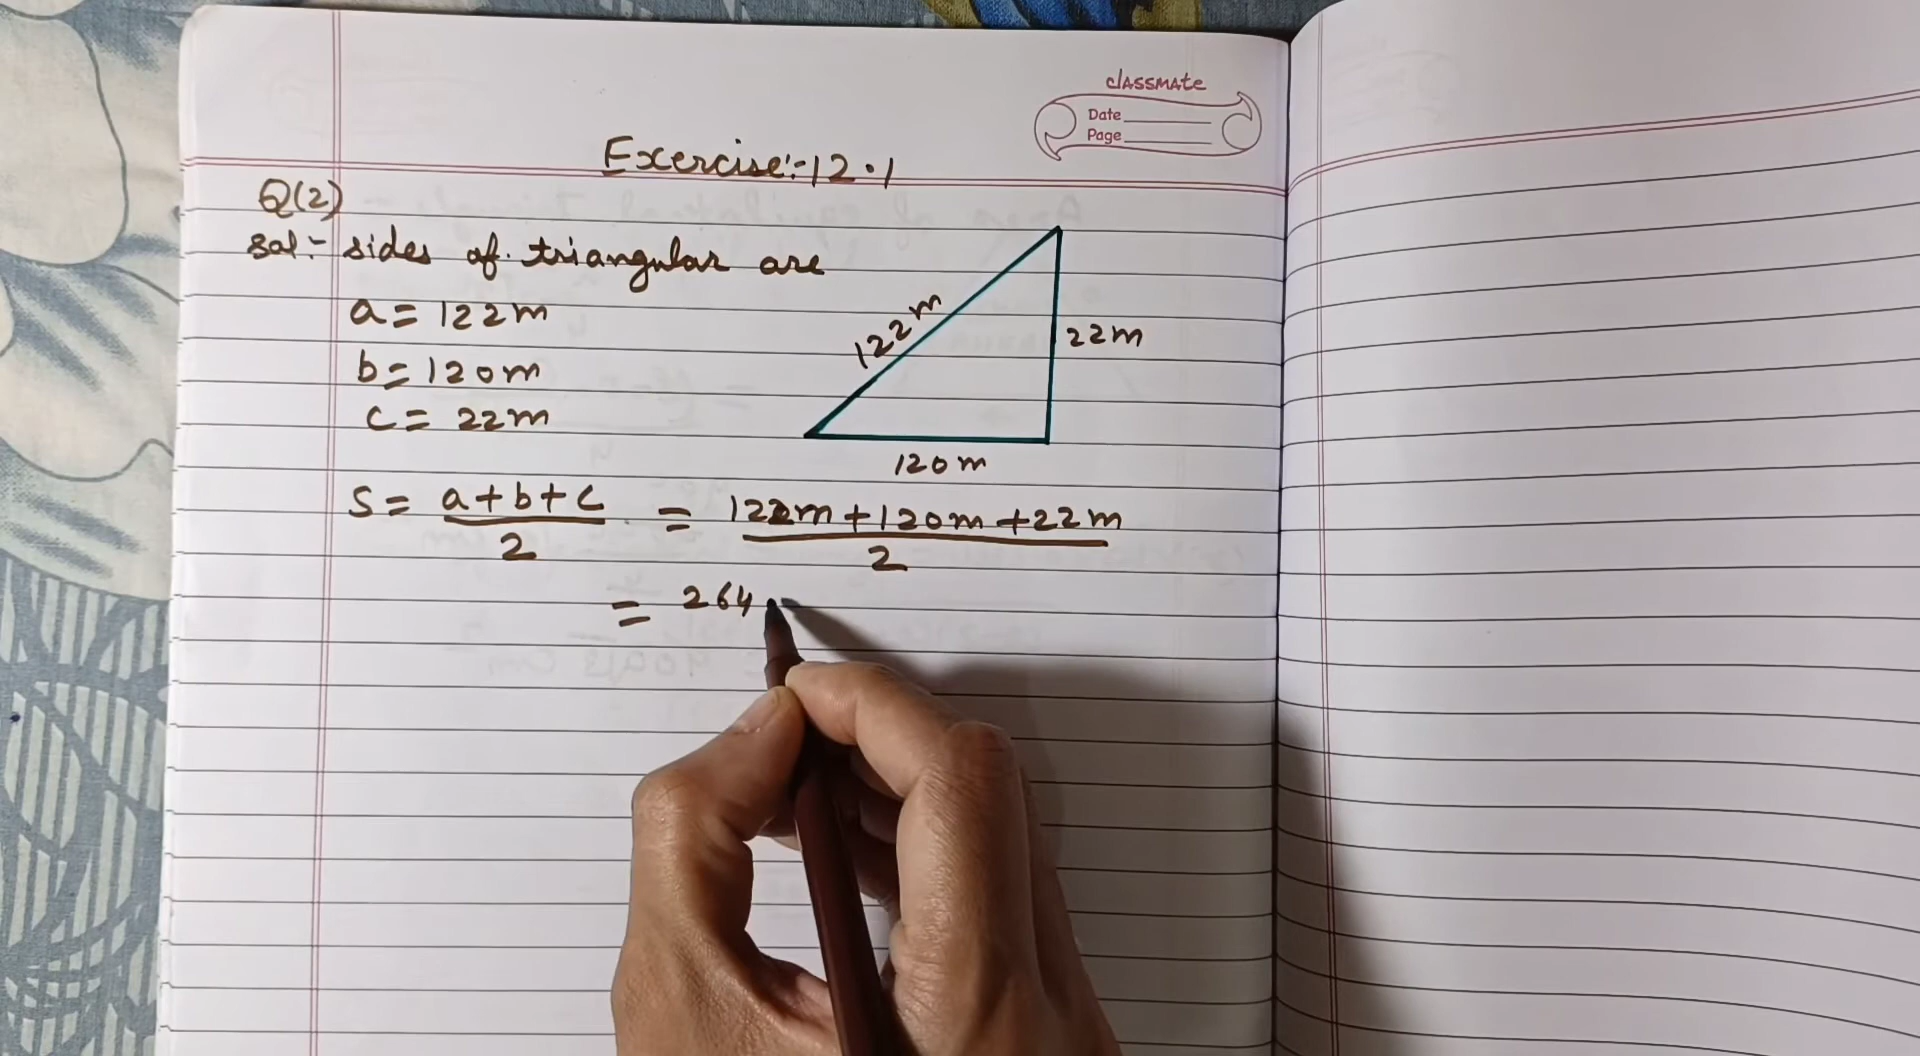 classmate
Date
Page
Exercise:-12.1
Q(2)
Sol:- sides of triangular are
a = 122m
b = 120m
c = 22m
122m
22m
120m
S = a+b+c / 2 = 122m+120m+22m / 2
= 264